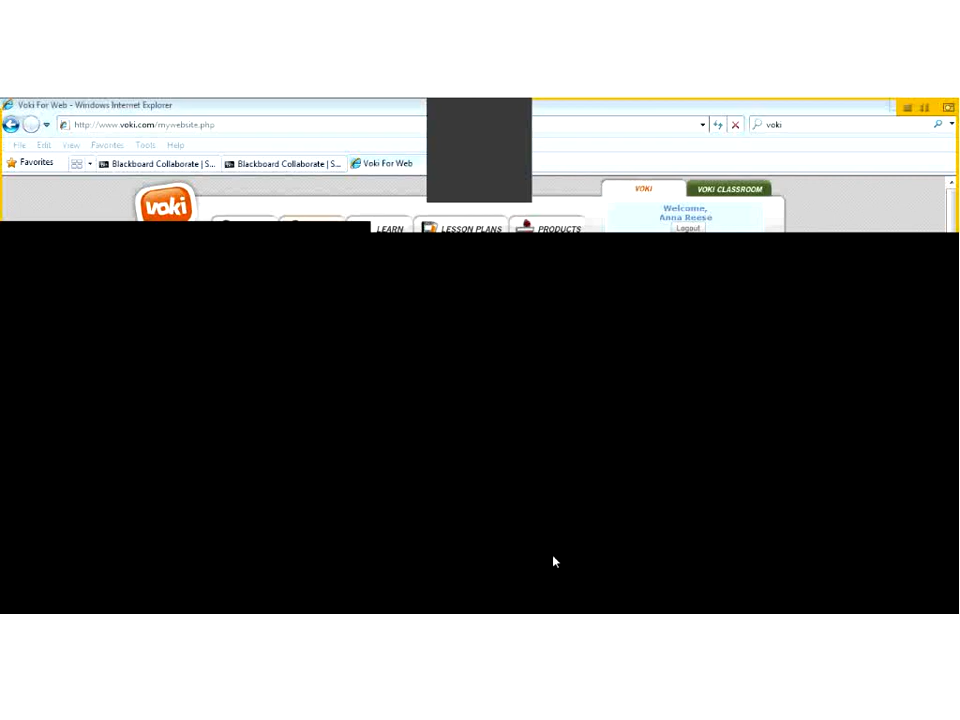 Voki For Web - Windows Internet Explorer
http://www.voki.com/mywebsite.php
voki
File Edit View Favorites Tools Help
Favorites
Blackboard Collaborate | S...
Blackboard Collaborate | S...
Voki For Web
voki
VOKI
VOKI CLASSROOM
Welcome,
Anna Reese
Logout
LEARN
LESSON PLANS
PRODUCTS